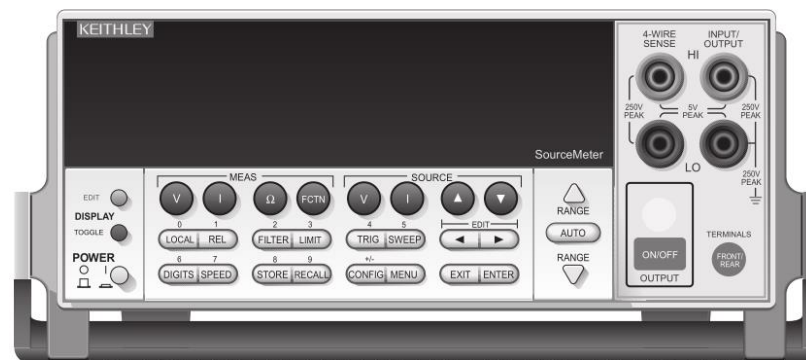 KEITHLEY
SourceMeter
4-WIRE
SENSE
INPUT/
OUTPUT
HI
250V
PEAK
5V
PEAK
250V
PEAK
LO
250V
PEAK
EDIT
DISPLAY
TOGGLE
POWER
MEAS
SOURCE
V I Ω FCTN V I
0 1 2 3 4 5 EDIT
LOCAL REL FILTER LIMIT TRIG SWEEP
6 7 8 9 +/-
DIGITS SPEED STORE RECALL CONFIG MENU EXIT ENTER
RANGE
AUTO
RANGE
ON/OFF
OUTPUT
TERMINALS
FRONT/
REAR